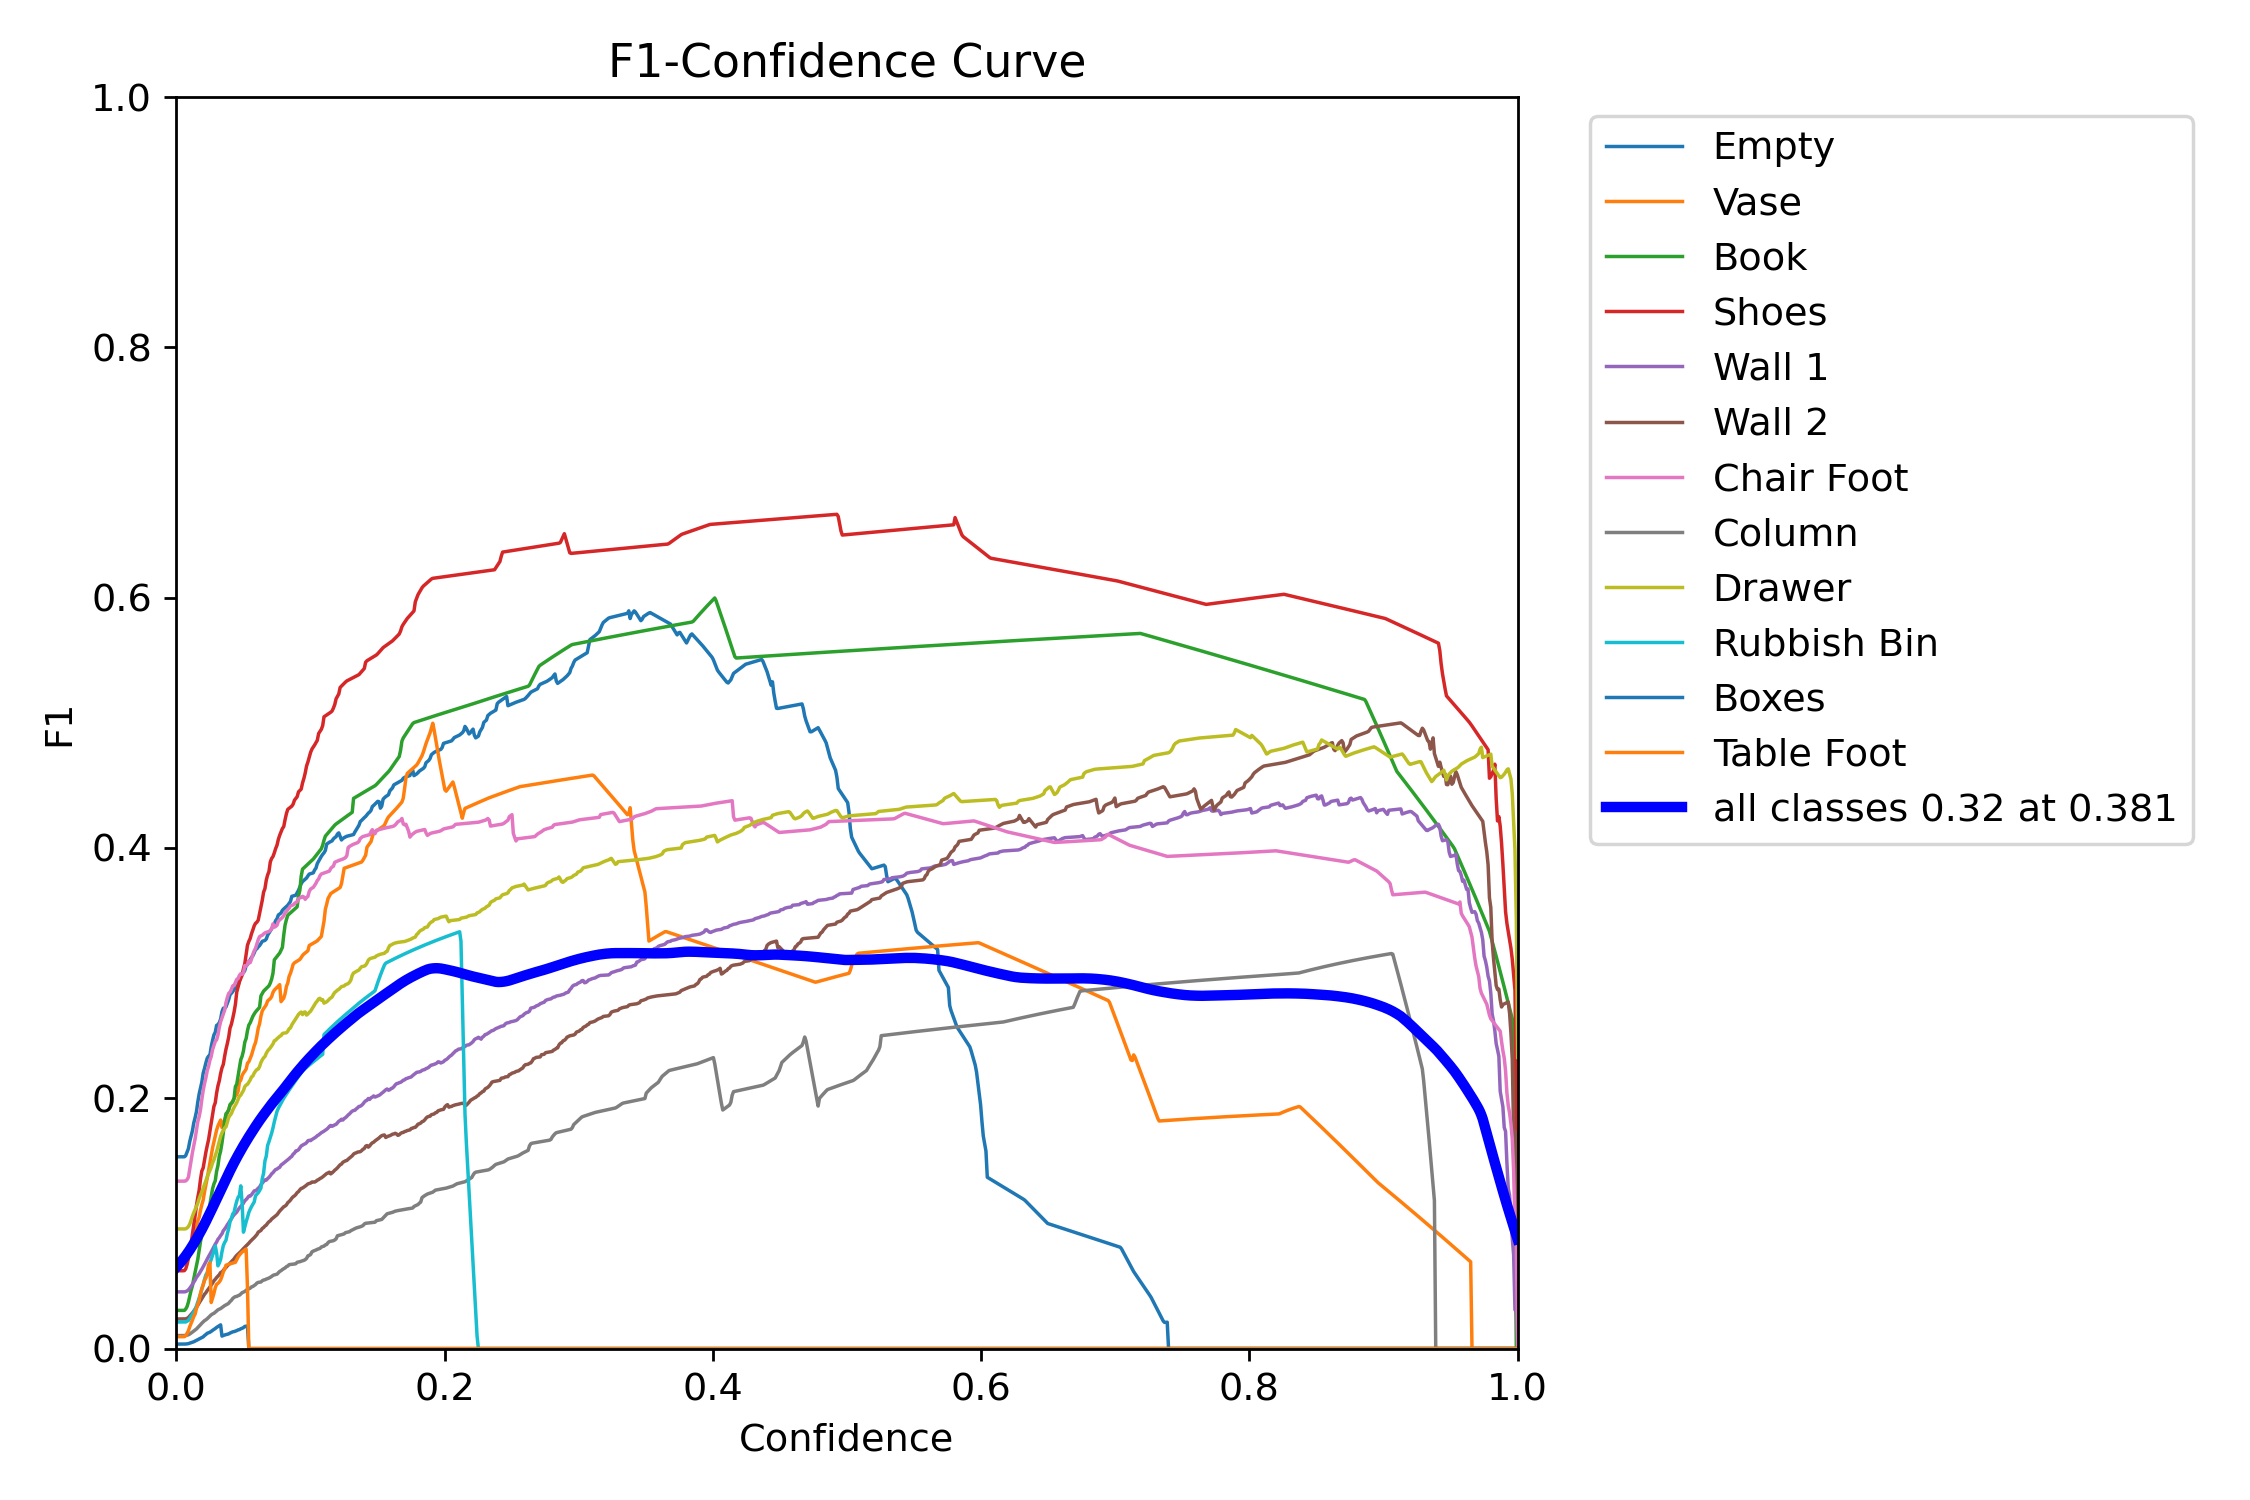 F1-Confidence Curve
1.0
0.8
0.6
0.4
0.2
0.0
F1
0.0 0.2 0.4 0.6 0.8 1.0
Confidence
Empty
Vase
Book
Shoes
Wall 1
Wall 2
Chair Foot
Column
Drawer
Rubbish Bin
Boxes
Table Foot
all classes 0.32 at 0.381